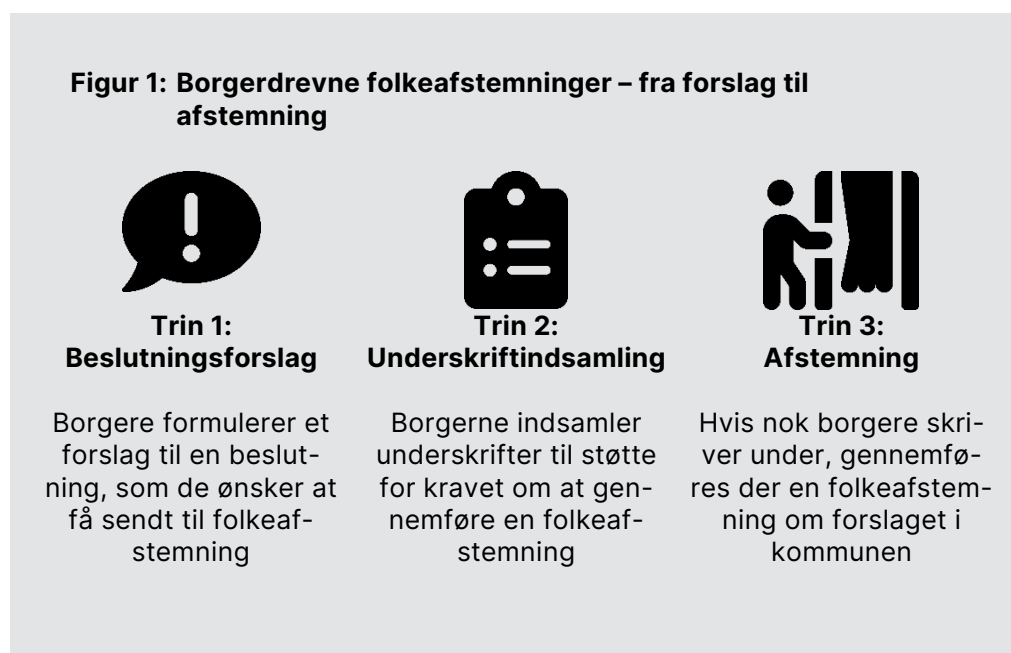 Figur 1: Borgerdrevne folkeafstemninger – fra forslag til
afstemning
Trin 1:
Beslutningsforslag
Borgere formulerer et
forslag til en beslut-
ning, som de ønsker at
få sendt til folkeaf-
stemning
Trin 2:
Underskriftindsamling
Borgerne indsamler
underskrifter til støtte
for kravet om at gen-
nemføre en folkeaf-
stemning
Trin 3:
Afstemning
Hvis nok borgere skri-
ver under, gennemfø-
res der en folkeafstem-
ning om forslaget i
kommunen